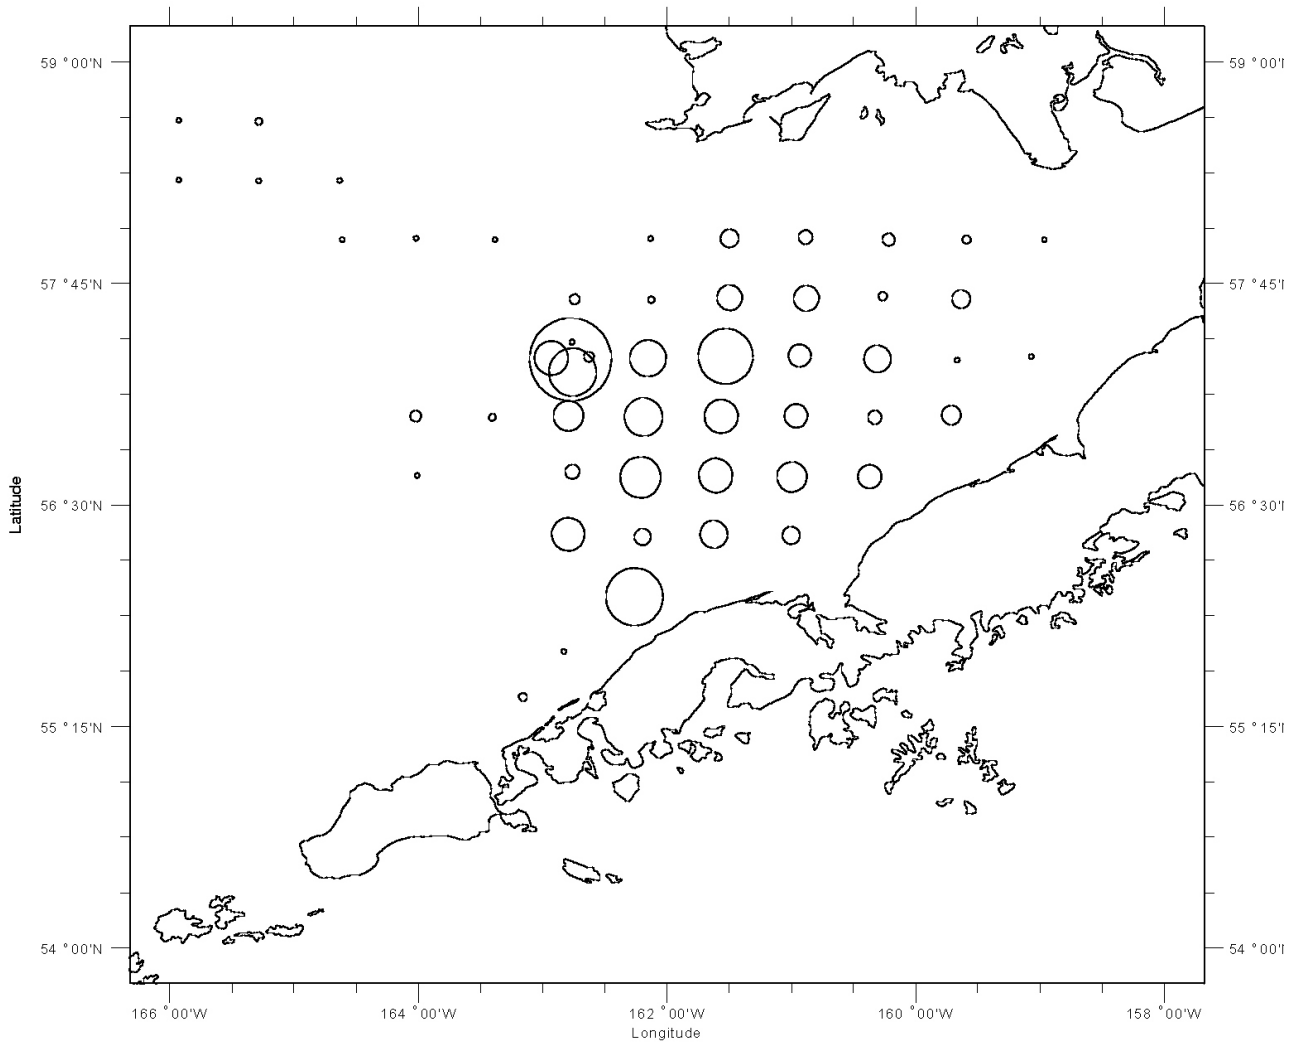 59 °00'N 59 °00'I
57 °45'N 57 °45'I
Latitude
56 °30'N 56 °30'I
55 °15'N 55 °15'I
54 °00'N 54 °00'I
166 °00'W 164 °00'W 162 °00'W 160 °00'W 158 °00'W
Longitude